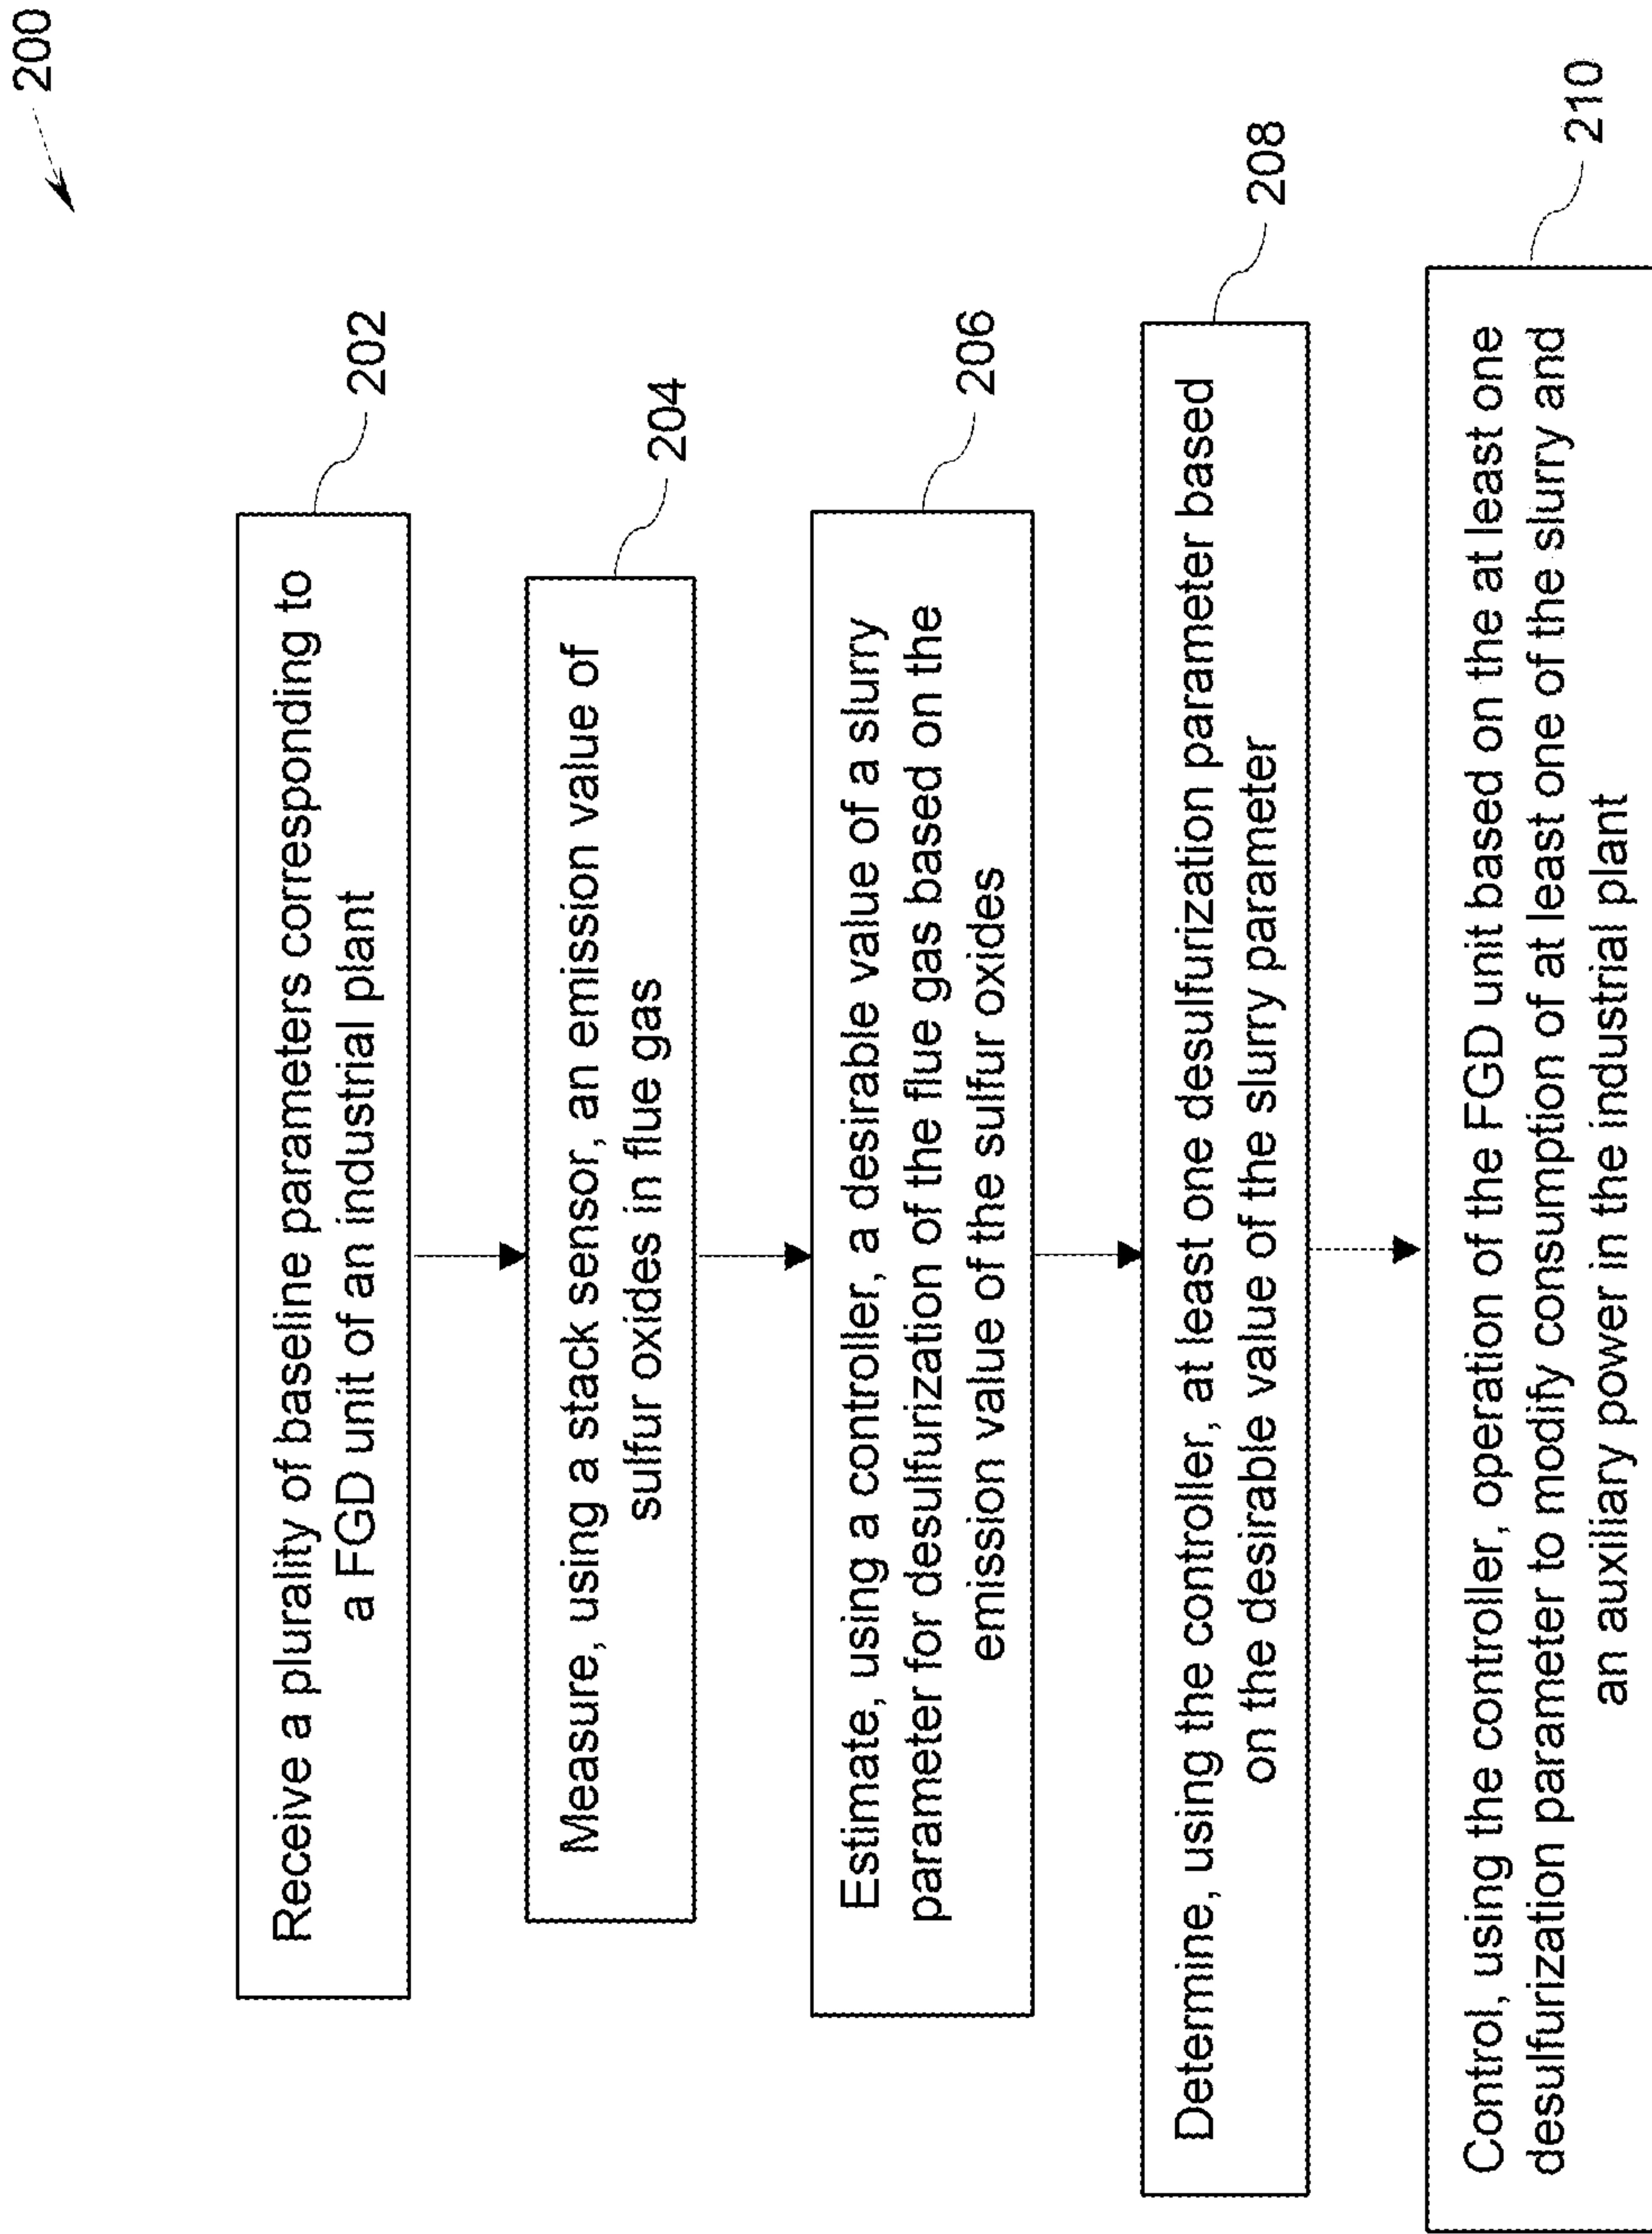 200
Receive a plurality of baseline parameters corresponding to
a FGD unit of an industrial plant
202
Measure, using a stack sensor, an emission value of
sulfur oxides in flue gas
204
Estimate, using a controller, a desirable value of a slurry
parameter for desulfurization of the flue gas based on the
emission value of the sulfur oxides
206
Determine, using the controller, at least one desulfurization parameter based
on the desirable value of the slurry parameter
208
Control, using the controller, operation of the FGD unit based on the at least one
desulfurization parameter to modify consumption of at least one of the slurry and
an auxiliary power in the industrial plant
210